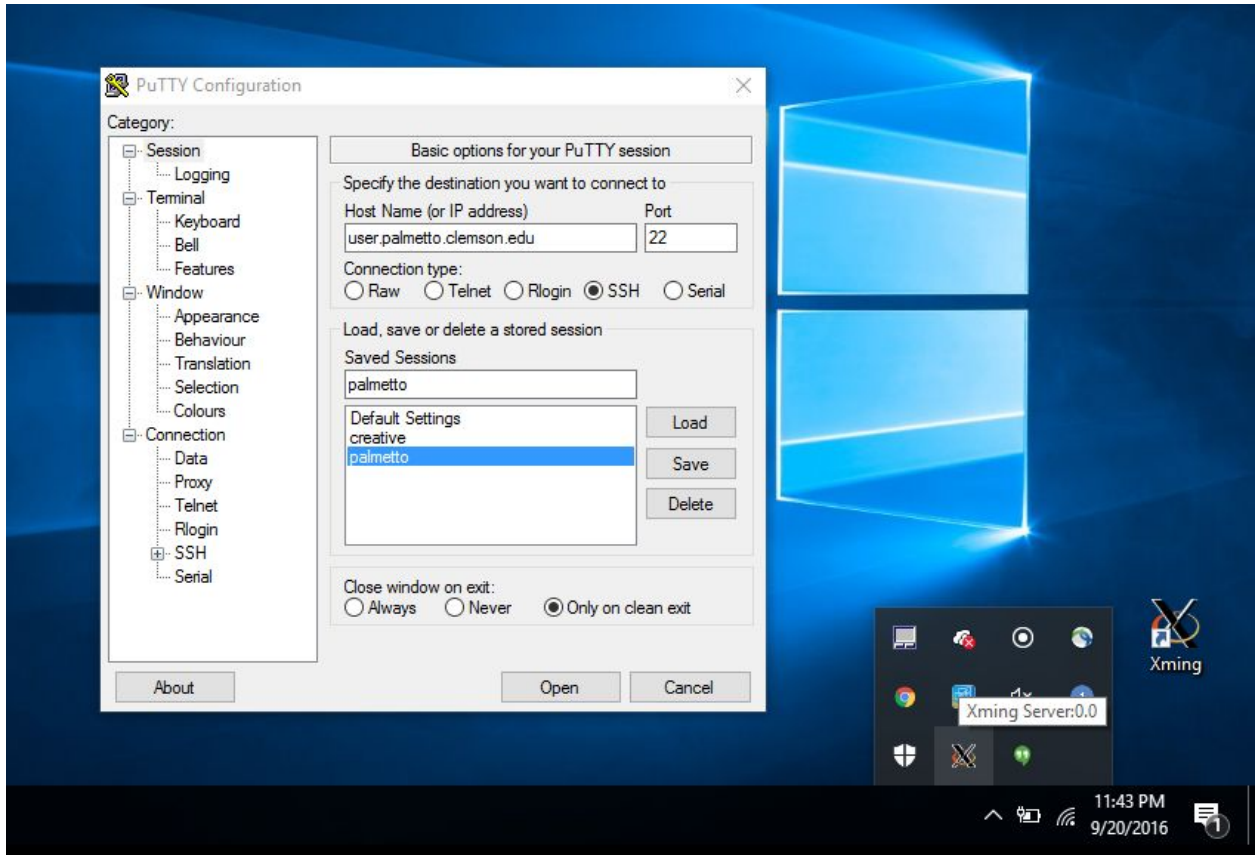 PuTTY Configuration
Category:
Session
Logging
Terminal
Keyboard
Bell
Features
Window
Appearance
Behaviour
Translation
Selection
Colours
Connection
Data
Proxy
Telnet
Rlogin
SSH
Serial
Basic options for your PuTTY session
Specify the destination you want to connect to
Host Name (or IP address) Port
user.palmetto.clemson.edu 22
Connection type:
Raw Telnet Rlogin SSH Serial
Load, save or delete a stored session
Saved Sessions
palmetto
Default Settings
creative
palmetto
Load
Save
Delete
Close window on exit:
Always Never Only on clean exit
About Open Cancel
Xming
Xming Server:0.0
11:43 PM
9/20/2016
1